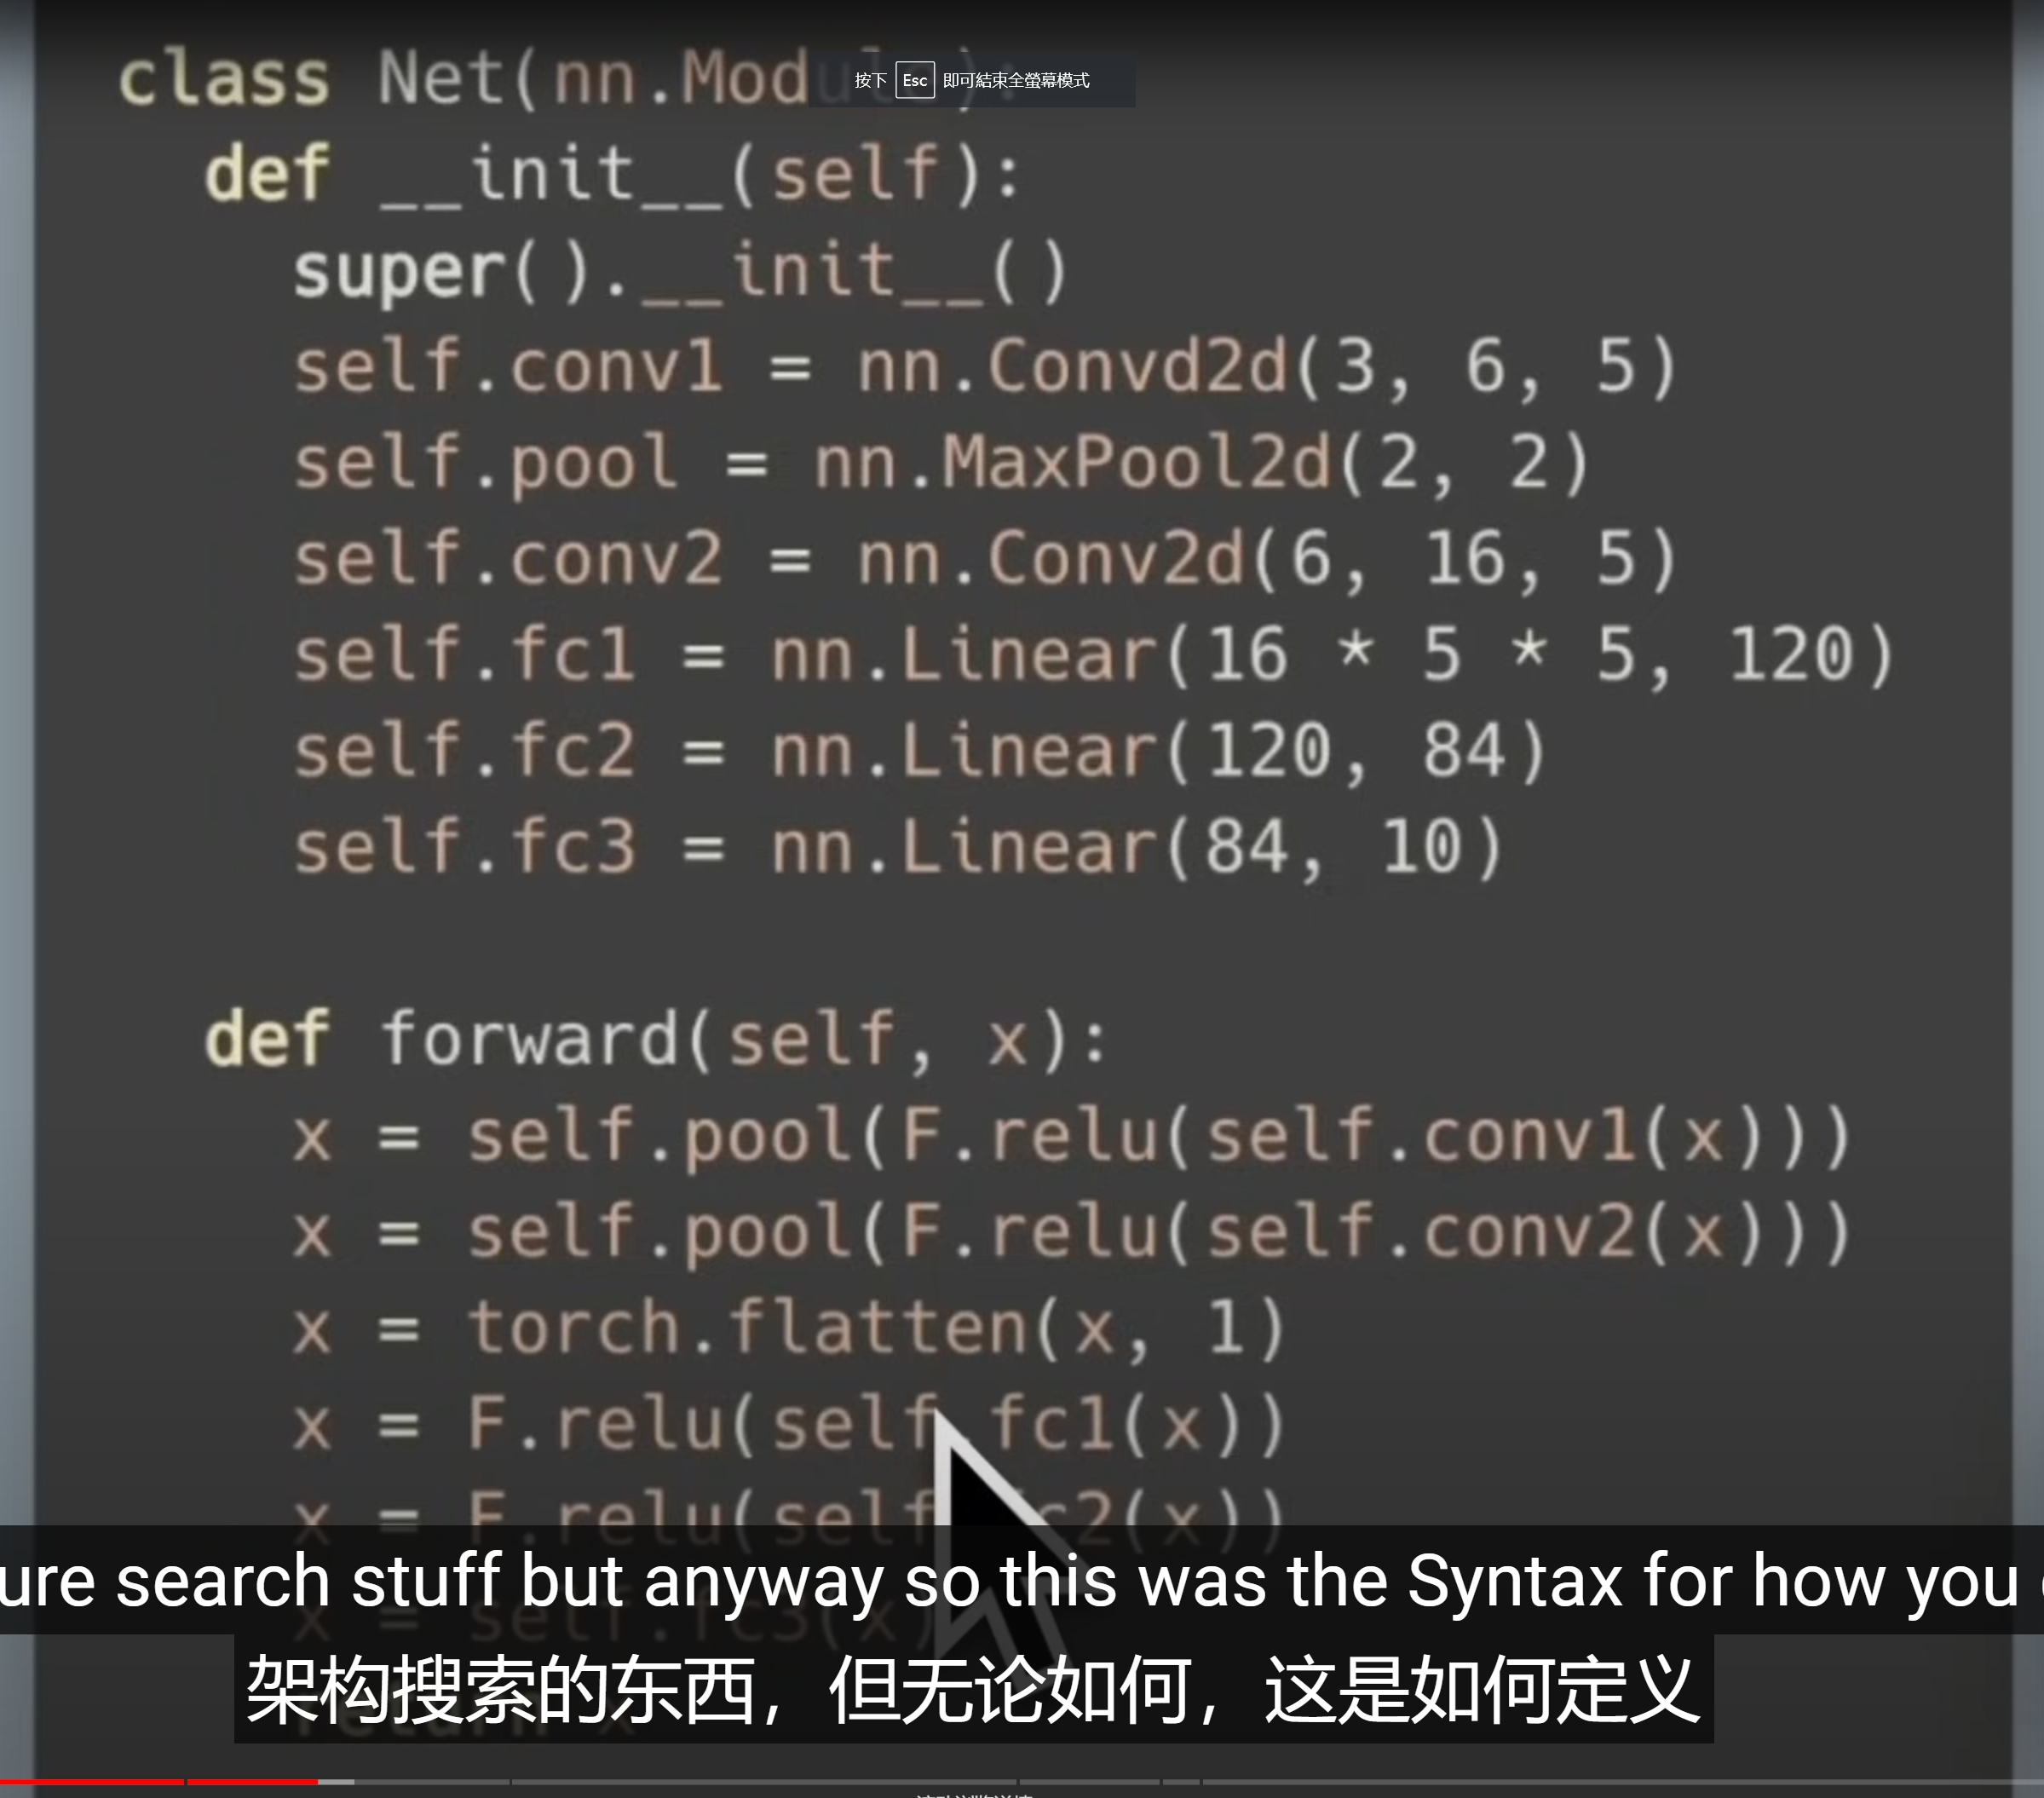 class Net(nn.Module):
按下 Esc 即可結束全螢幕模式
def __init__(self):
super().__init__()
self.conv1 = nn.Convd2d(3, 6, 5)
self.pool = nn.MaxPool2d(2, 2)
self.conv2 = nn.Conv2d(6, 16, 5)
self.fc1 = nn.Linear(16 * 5 * 5, 120)
self.fc2 = nn.Linear(120, 84)
self.fc3 = nn.Linear(84, 10)
def forward(self, x):
x = self.pool(F.relu(self.conv1(x)))
x = self.pool(F.relu(self.conv2(x)))
x = torch.flatten(x, 1)
x = F.relu(self.fc1(x))
x = F.relu(self.fc2(x))
ure search stuff but anyway so this was the Syntax for how you
x = self.fc3(x)
架构搜索的东西，但无论如何，这是如何定义
return x